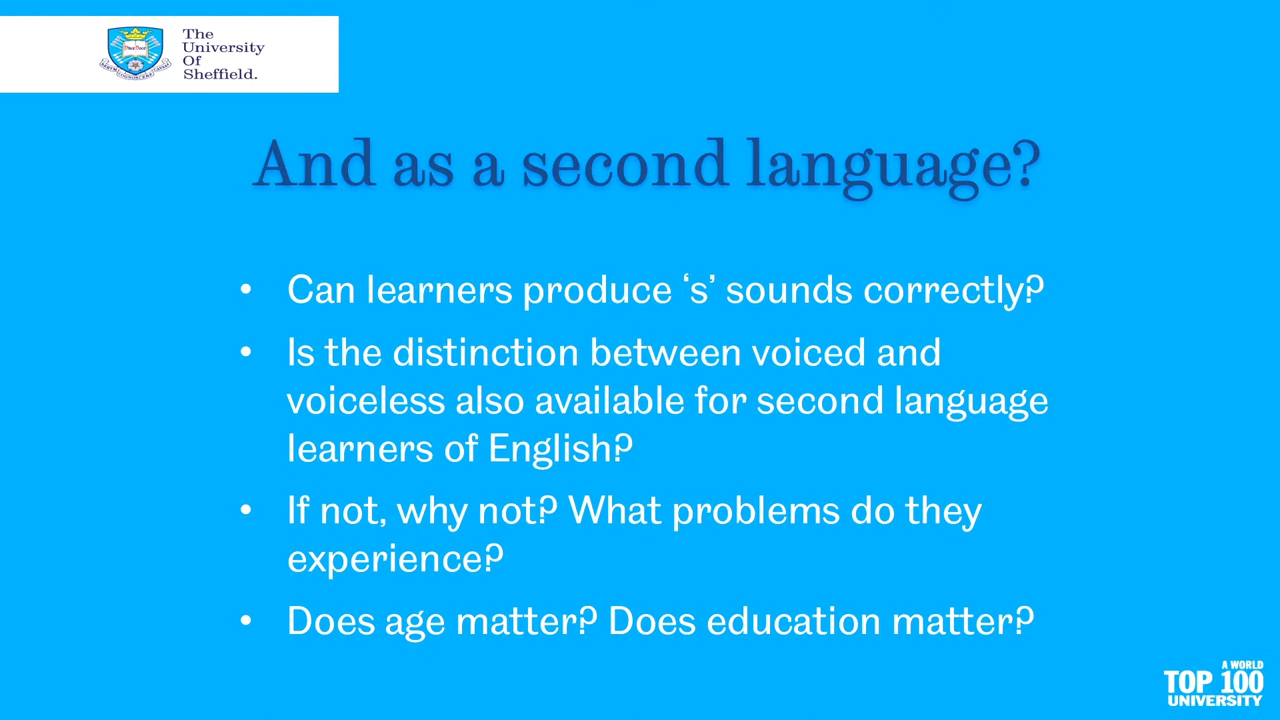 The
University
Of
Sheffield.
And as a second language?
• Can learners produce ‘s’ sounds correctly?
• Is the distinction between voiced and
voiceless also available for second language
learners of English?
• If not, why not? What problems do they
experience?
• Does age matter? Does education matter?
A WORLD
TOP 100
UNIVERSITY